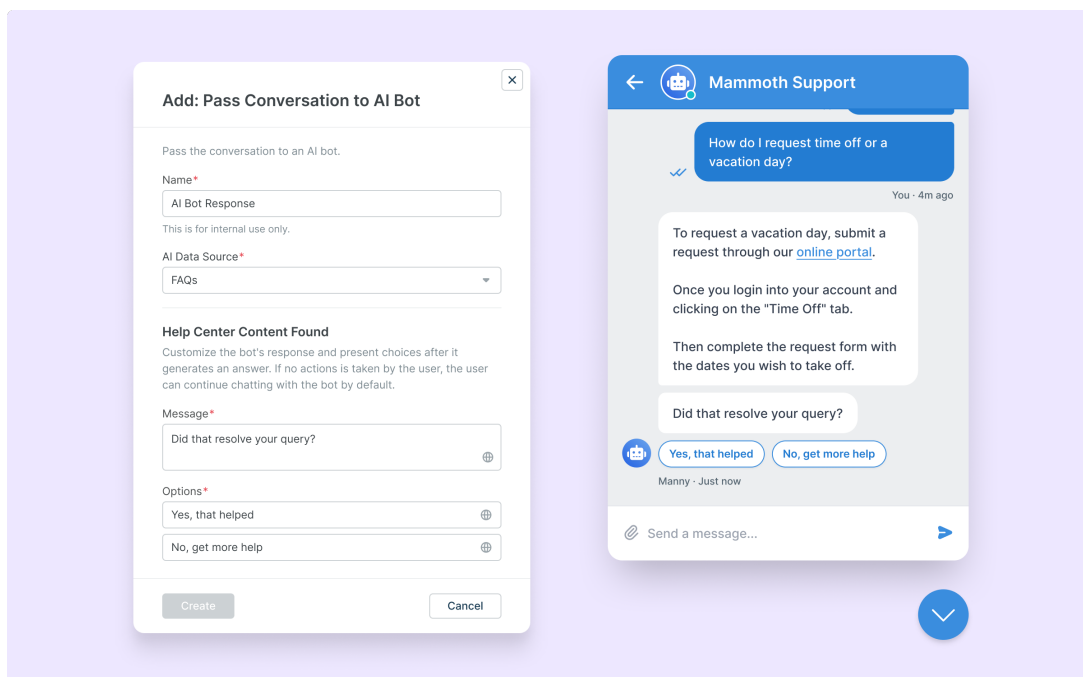 Add: Pass Conversation to AI Bot
Pass the conversation to an AI bot.
Name*
AI Bot Response
This is for internal use only.
AI Data Source*
FAQs
Help Center Content Found
Customize the bot's response and present choices after it
generates an answer. If no actions is taken by the user, the user
can continue chatting with the bot by default.
Message*
Did that resolve your query?
Options*
Yes, that helped
No, get more help
Create
Cancel
Mammoth Support
How do I request time off or a
vacation day?
You · 4m ago
To request a vacation day, submit a
request through our online portal.
Once you login into your account and
clicking on the "Time Off" tab.
Then complete the request form with
the dates you wish to take off.
Did that resolve your query?
Yes, that helped
No, get more help
Manny · Just now
Send a message...